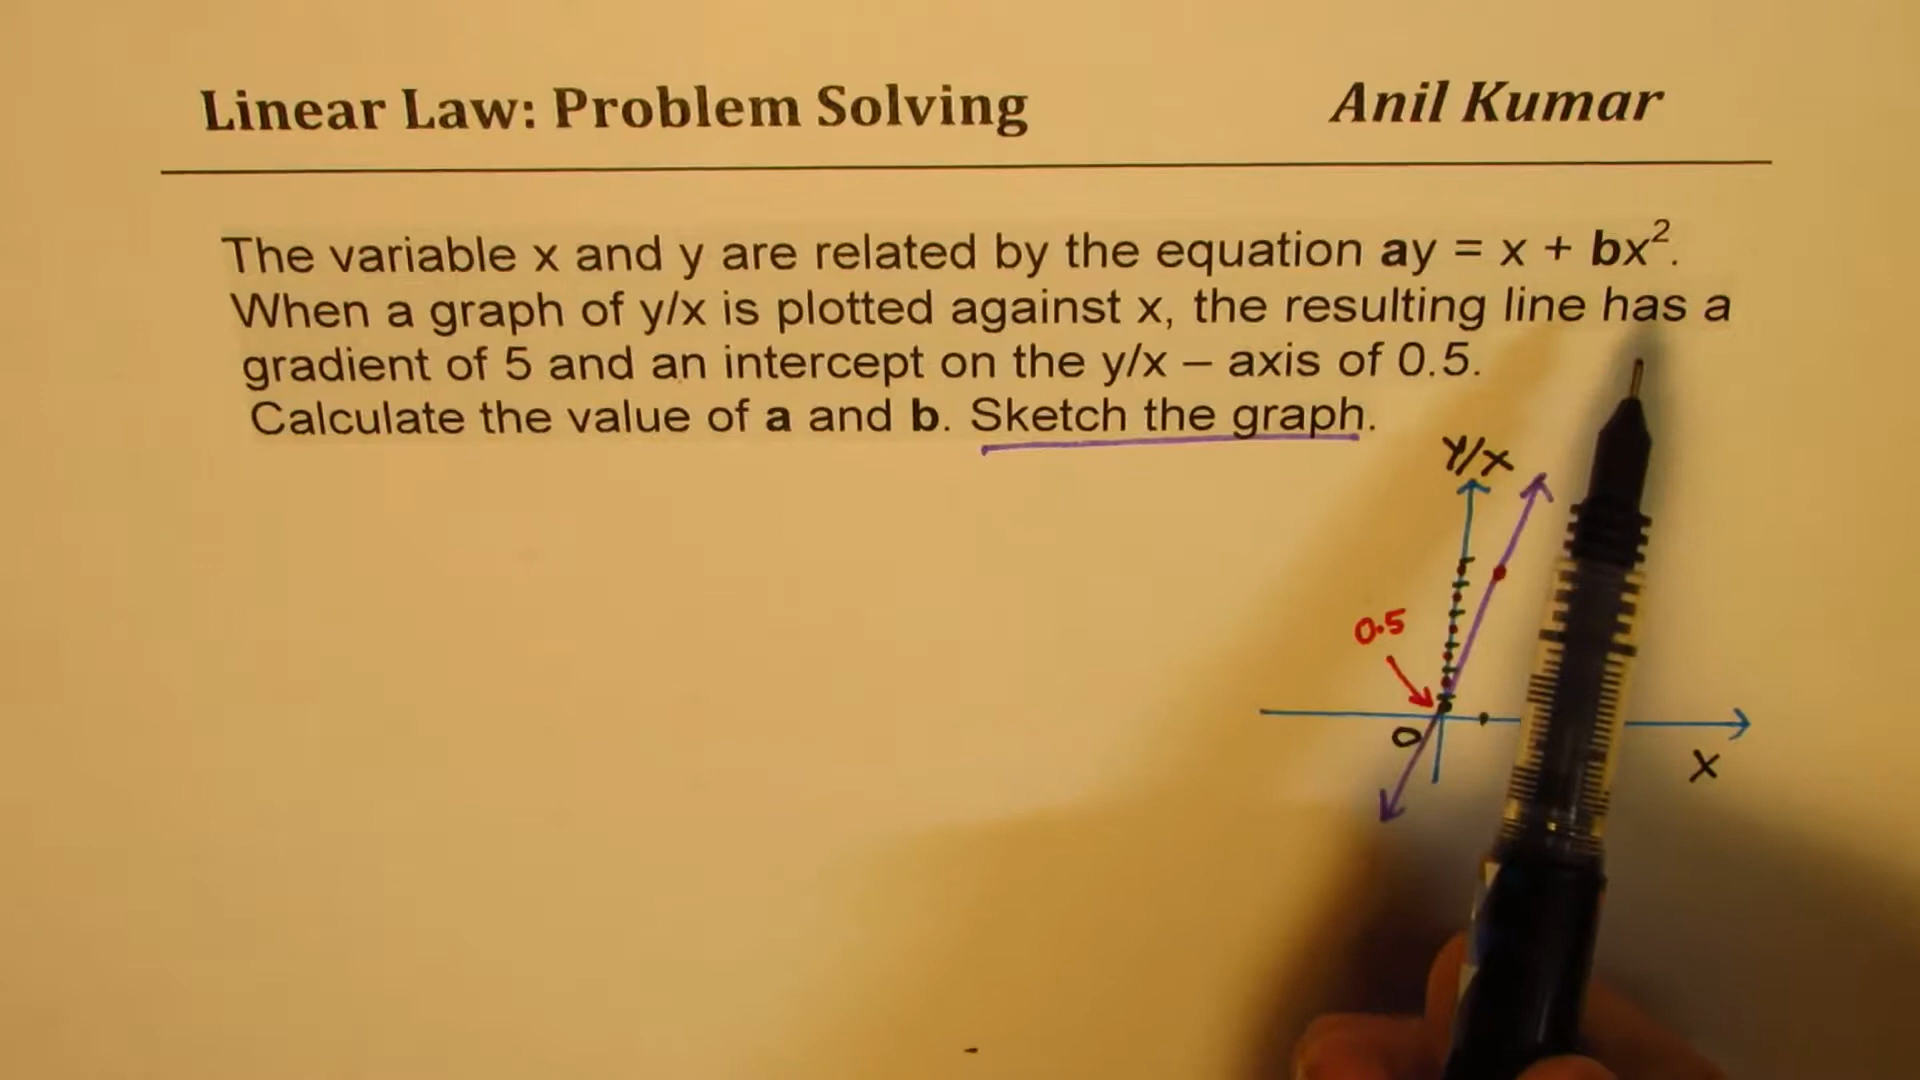 Linear Law: Problem Solving
Anil Kumar
The variable x and y are related by the equation ay = x + bx².
When a graph of y/x is plotted against x, the resulting line has a
gradient of 5 and an intercept on the y/x – axis of 0.5.
Calculate the value of a and b. Sketch the graph.
Y/X
0.5
0
X